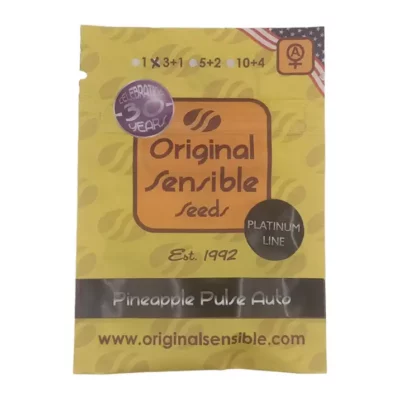 1 3+1 5+2 10+4
A
CELEBRATING
30
YEARS
Original
Sensible
Seeds
PLATINUM
LINE
Est. 1992
Pineapple Pulse Auto
www.originalsensible.com